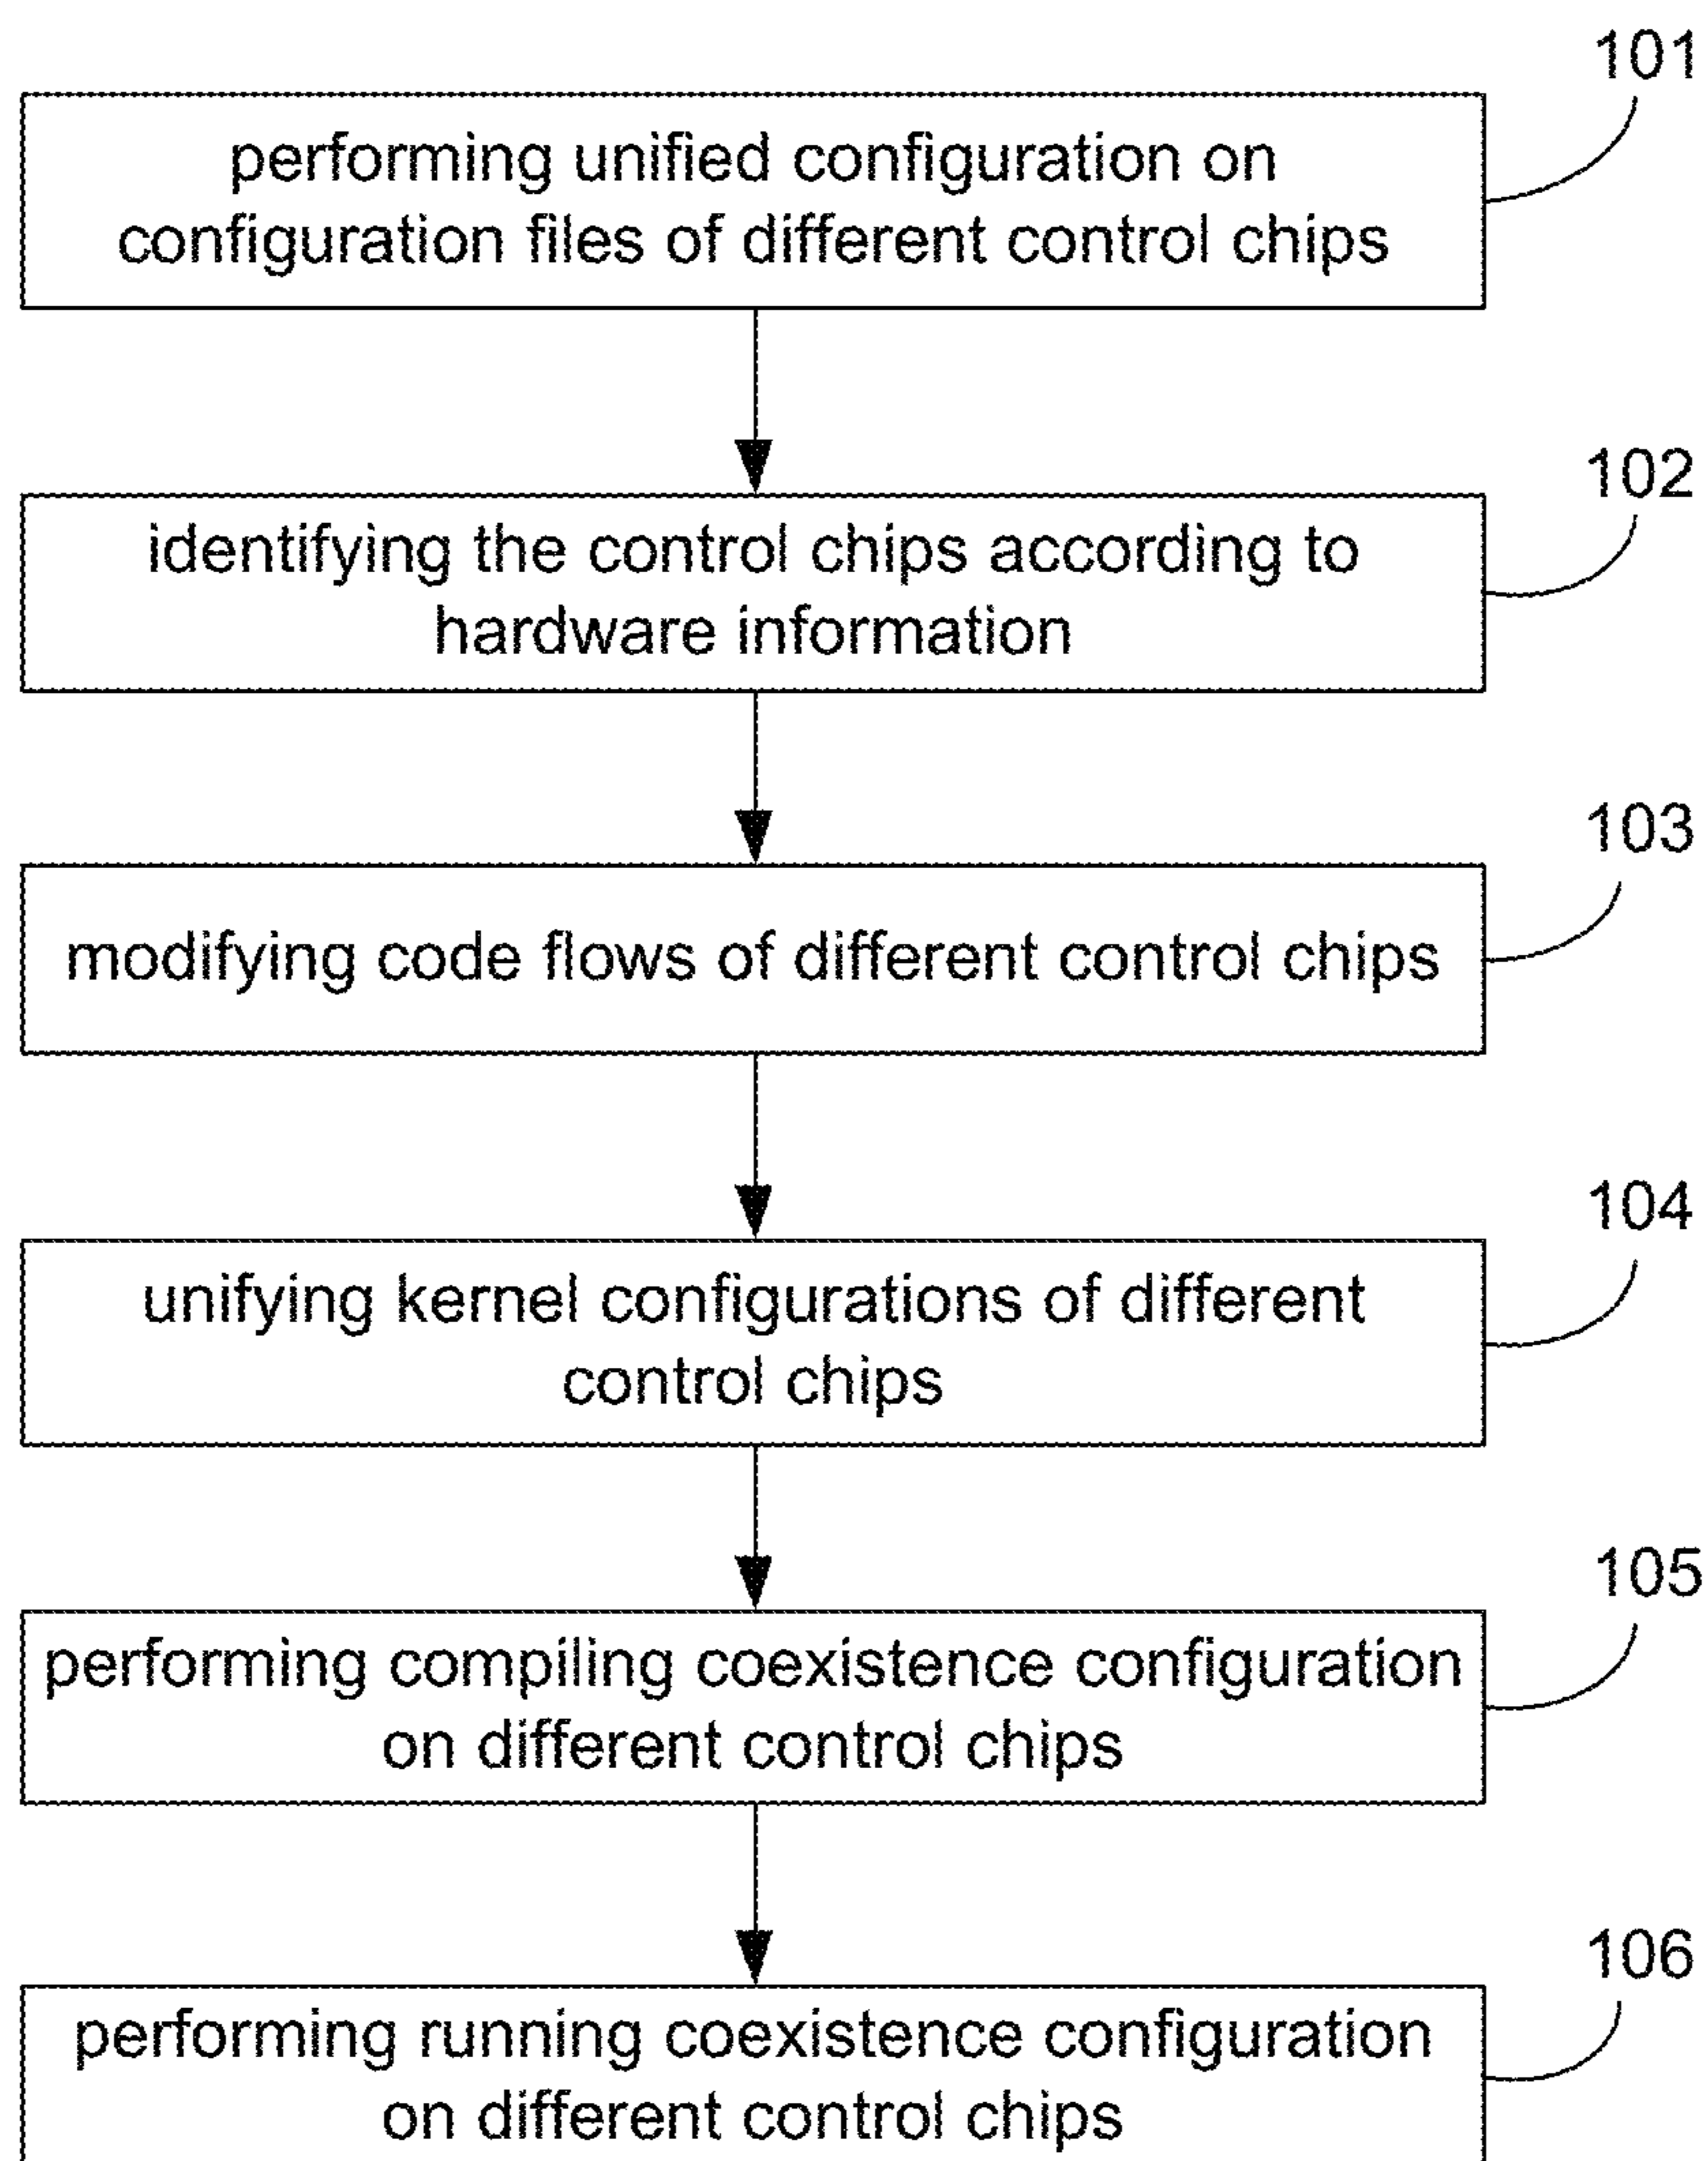 101
performing unified configuration on
configuration files of different control chips
102
identifying the control chips according to
hardware information
103
modifying code flows of different control chips
104
unifying kernel configurations of different
control chips
105
performing compiling coexistence configuration
on different control chips
106
performing running coexistence configuration
on different control chips